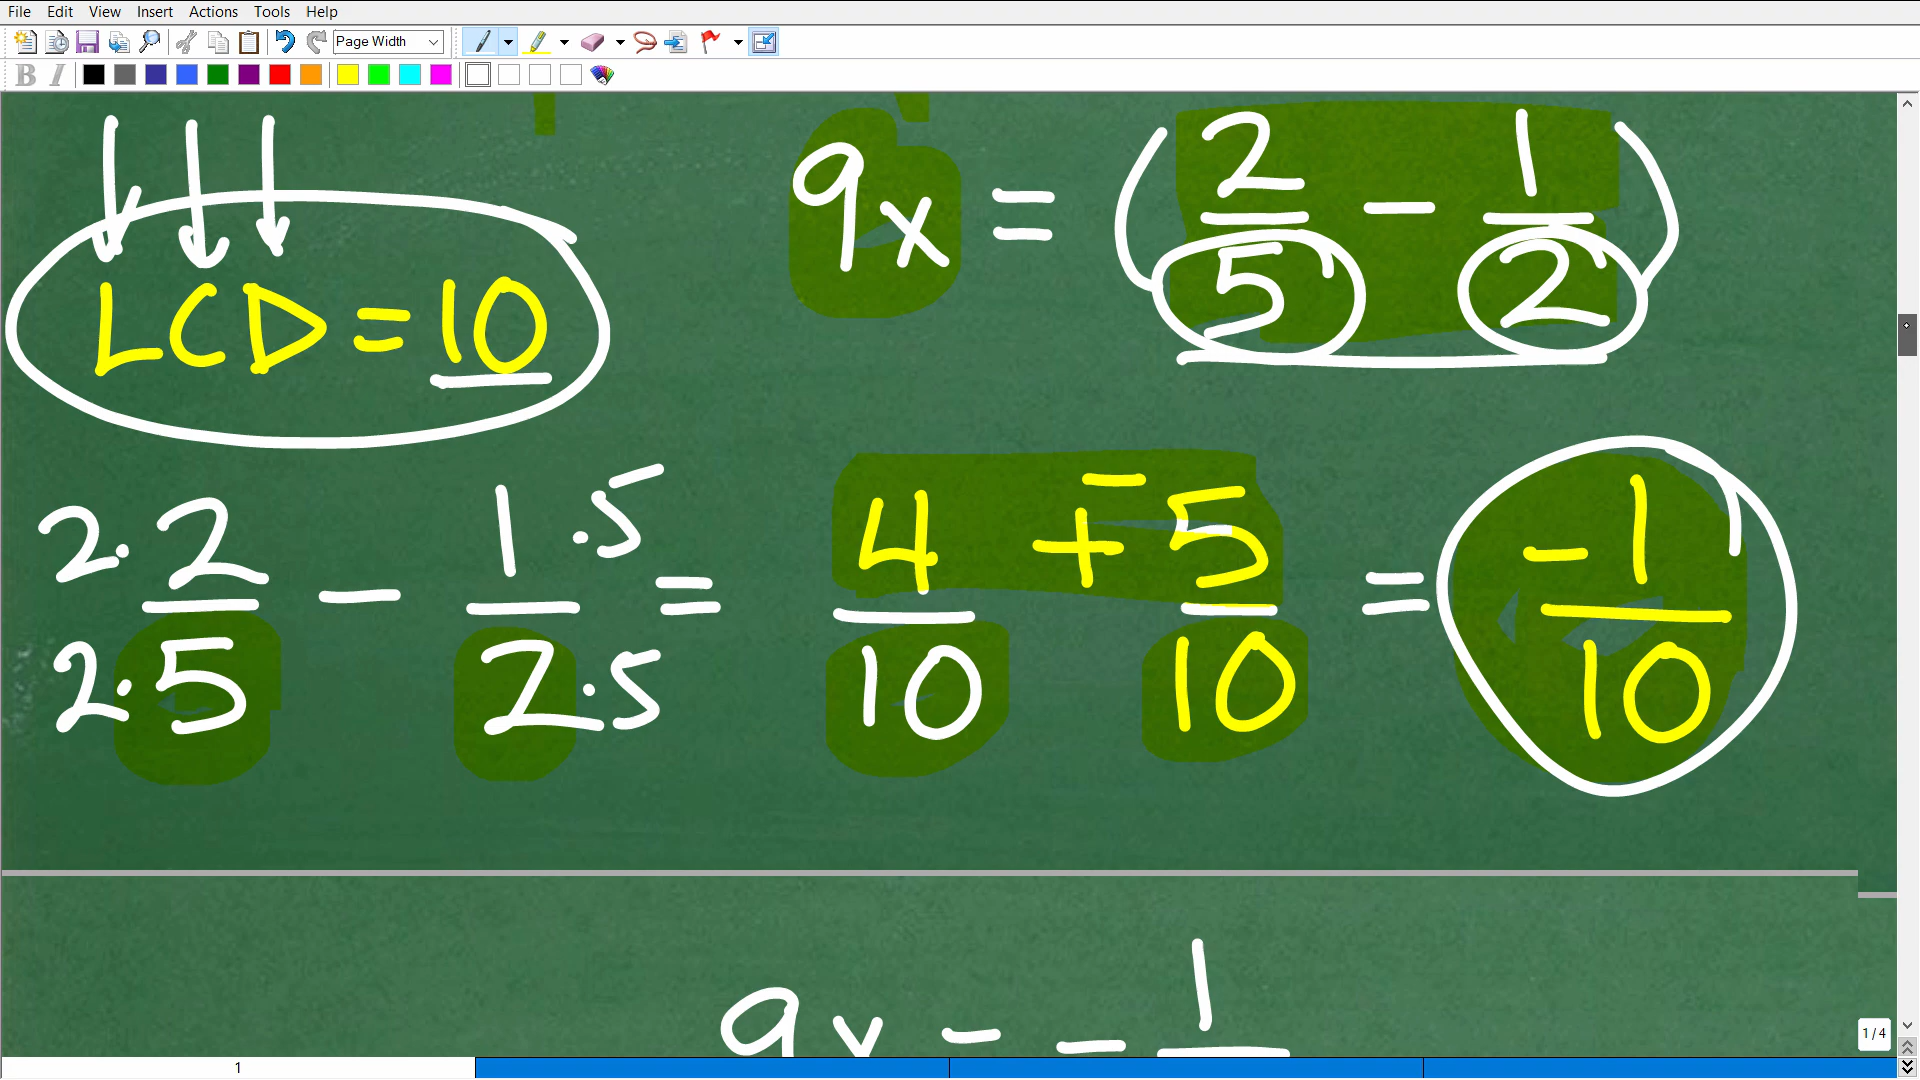 File Edit View Insert Actions Tools Help
Page Width
B I
9x = (2/5 - 1/2)
LCD = 10
2·2/2·5 - 1·5/2·5 = 4/10 + -5/10 = -1/10
9x = - 1
1/4
1